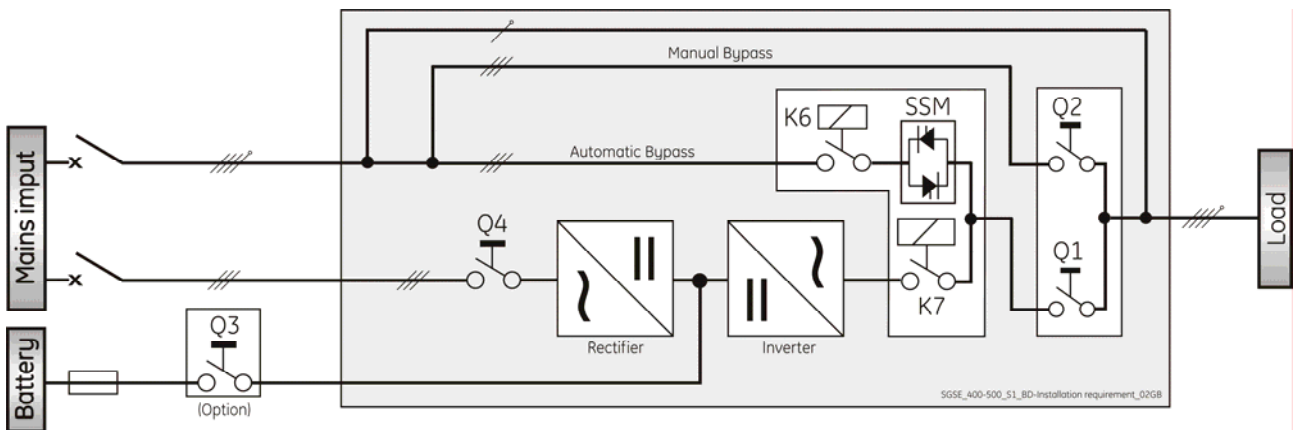 Manual Bypass
SSM
K6
Q2
Automatic Bypass
Mains imput
Load
Q4
Q1
K7
Q3
Rectifier
Inverter
Battery
(Option)
SGSE_400-500_S1_BD-Installation requirement_02GB